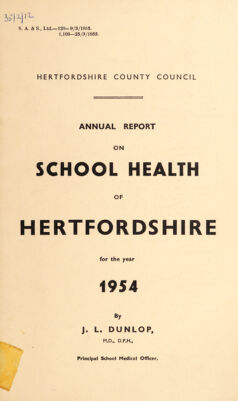 S. A. & S., Ltd.—125—9/3/1955.
1,100—25/3/1955.
HERTFORDSHIRE COUNTY COUNCIL
ANNUAL REPORT
ON
SCHOOL HEALTH
OF
HERTFORDSHIRE
for the year
1954
By
J. L. DUNLOP,
M.D., D.P.H.,
Principal School Medical Officer.